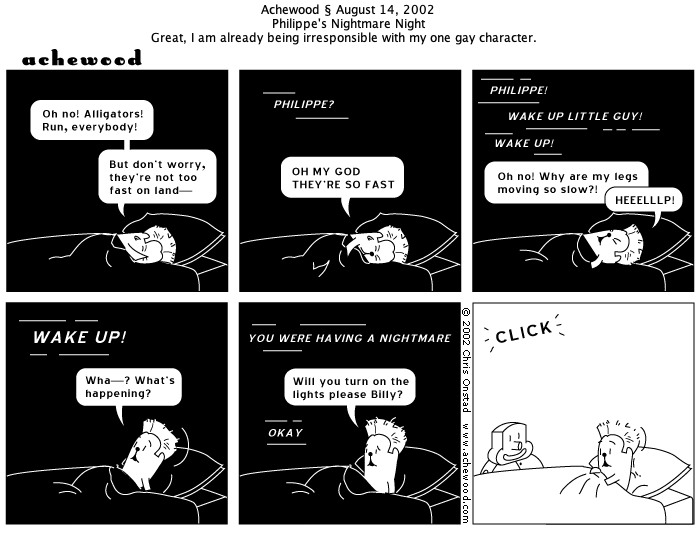 Achewood § August 14, 2002
Philippe's Nightmare Night
Great, I am already being irresponsible with my one gay character.
achewood
Oh no! Alligators!
Run, everybody!
But don't worry,
they're not too
fast on land—
PHILIPPE?
OH MY GOD
THEY'RE SO FAST
PHILIPPE!
WAKE UP LITTLE GUY!
WAKE UP!
Oh no! Why are my legs
moving so slow?!
HEEELLLP!
WAKE UP!
Wha—? What's
happening?
YOU WERE HAVING A NIGHTMARE
Will you turn on the
lights please Billy?
OKAY
© 2002 Chris Onstad www.achewood.com
CLICK